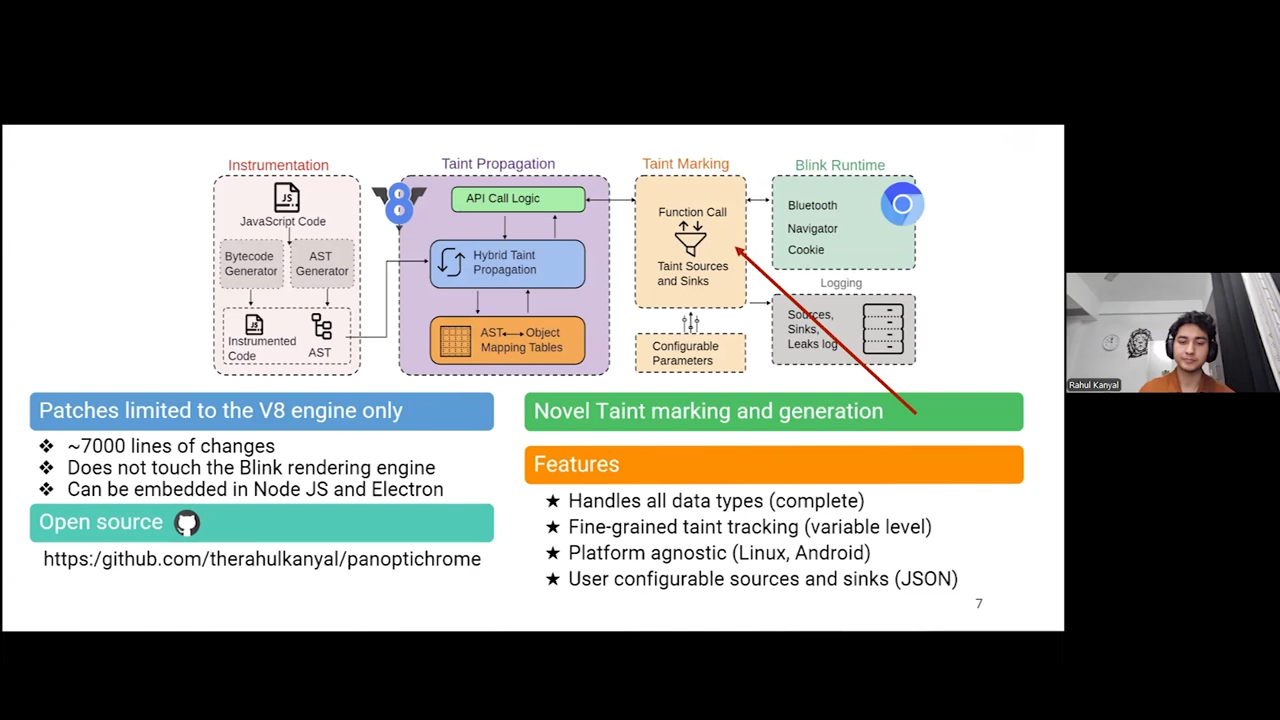 Instrumentation
JS
JavaScript Code
Bytecode
Generator
AST
Generator
JS
Instrumented
Code
AST
Taint Propagation
API Call Logic
Hybrid Taint
Propagation
AST Object
Mapping Tables
Taint Marking
Function Call
Taint Sources
and Sinks
Configurable
Parameters
Blink Runtime
Bluetooth
Navigator
Cookie
Logging
Sources,
Sinks,
Leaks log
Patches limited to the V8 engine only
~7000 lines of changes
Does not touch the Blink rendering engine
Can be embedded in Node JS and Electron
Open source
https:/github.com/therahulkanyal/panoptichrome
Novel Taint marking and generation
Features
Handles all data types (complete)
Fine-grained taint tracking (variable level)
Platform agnostic (Linux, Android)
User configurable sources and sinks (JSON)
7
Rahul Kanyal